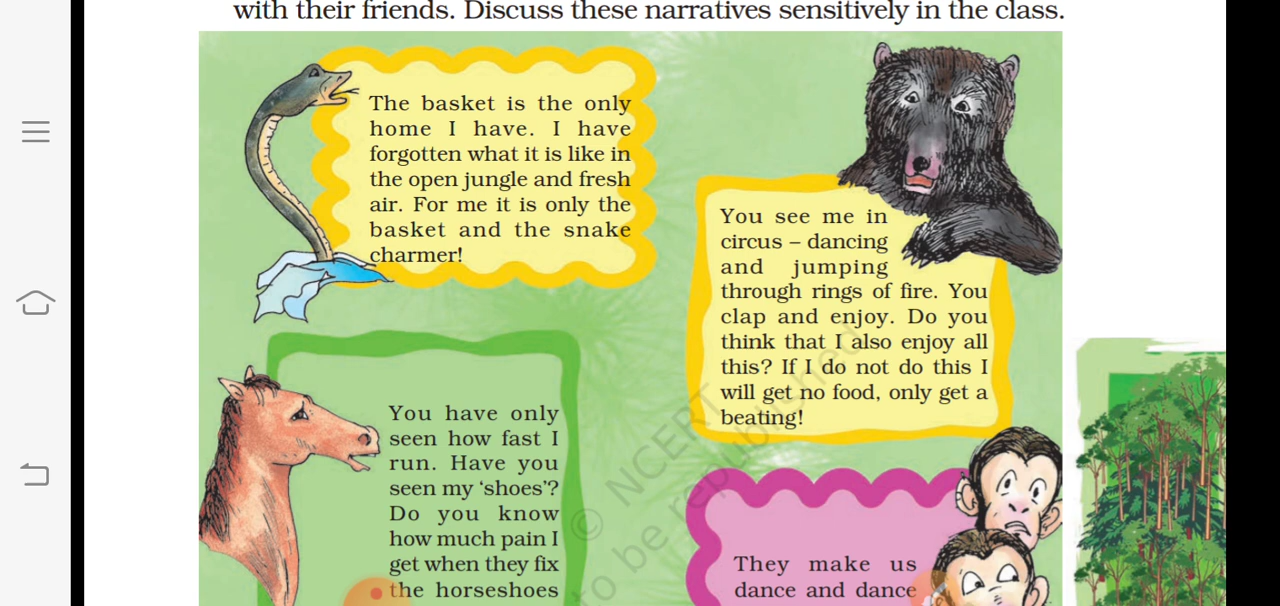 with their friends. Discuss these narratives sensitively in the class.
The basket is the only
home I have. I have
forgotten what it is like in
the open jungle and fresh
air. For me it is only the
basket and the snake
charmer!
You see me in
circus – dancing
and jumping
through rings of fire. You
clap and enjoy. Do you
think that I also enjoy all
this? If I do not do this I
will get no food, only get a
beating!
You have only
seen how fast I
run. Have you
seen my ‘shoes’?
Do you know
how much pain I
get when they fix
the horseshoes
They make us
dance and dance
© NCERT
to be republished